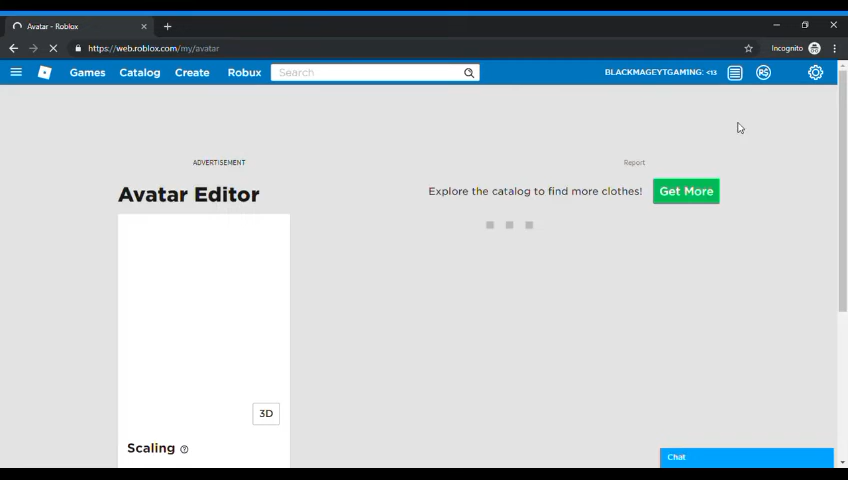 Avatar - Roblox
https://web.roblox.com/my/avatar
Incognito
Games Catalog Create Robux Search BLACKMAGEYTGAMING: <13 R$
ADVERTISEMENT Report
Avatar Editor
Explore the catalog to find more clothes! Get More
3D
Scaling
Chat